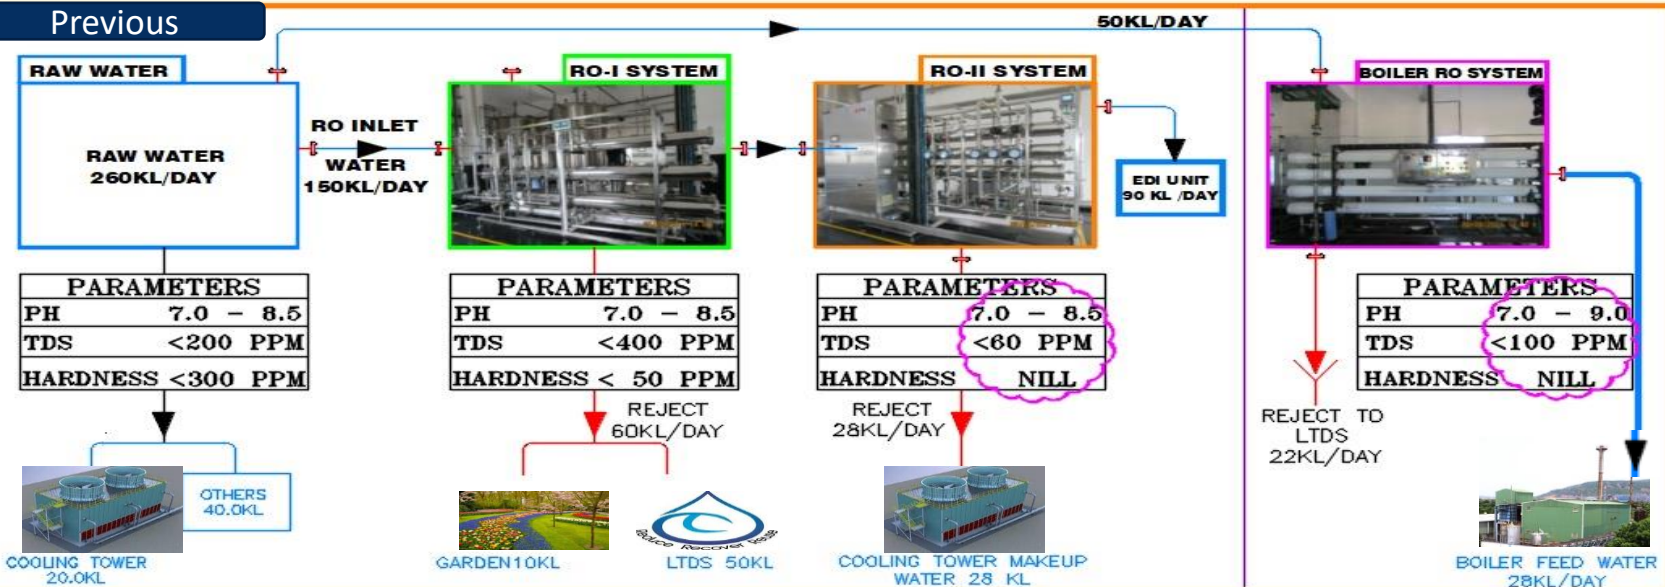 Previous
50KL/DAY
RAW WATER
RO-I SYSTEM
RO-II SYSTEM
BOILER RO SYSTEM
RAW WATER
260KL/DAY
RO INLET
WATER
150KL/DAY
EDI UNIT
90 KL /DAY
PARAMETERS
PH 7.0 - 8.5
TDS <200 PPM
HARDNESS <300 PPM
PARAMETERS
PH 7.0 - 8.5
TDS <400 PPM
HARDNESS < 50 PPM
PARAMETERS
PH 7.0 - 8.5
TDS <60 PPM
HARDNESS NILL
PARAMETERS
PH 7.0 - 9.0
TDS <100 PPM
HARDNESS NILL
REJECT
60KL/DAY
REJECT
28KL/DAY
REJECT TO
LTDS
22KL/DAY
OTHERS
40.0KL
Reduce Recover Reuse
COOLING TOWER
20.0KL
GARDEN10KL
LTDS 50KL
COOLING TOWER MAKEUP
WATER 28 KL
BOILER FEED WATER
28KL/DAY